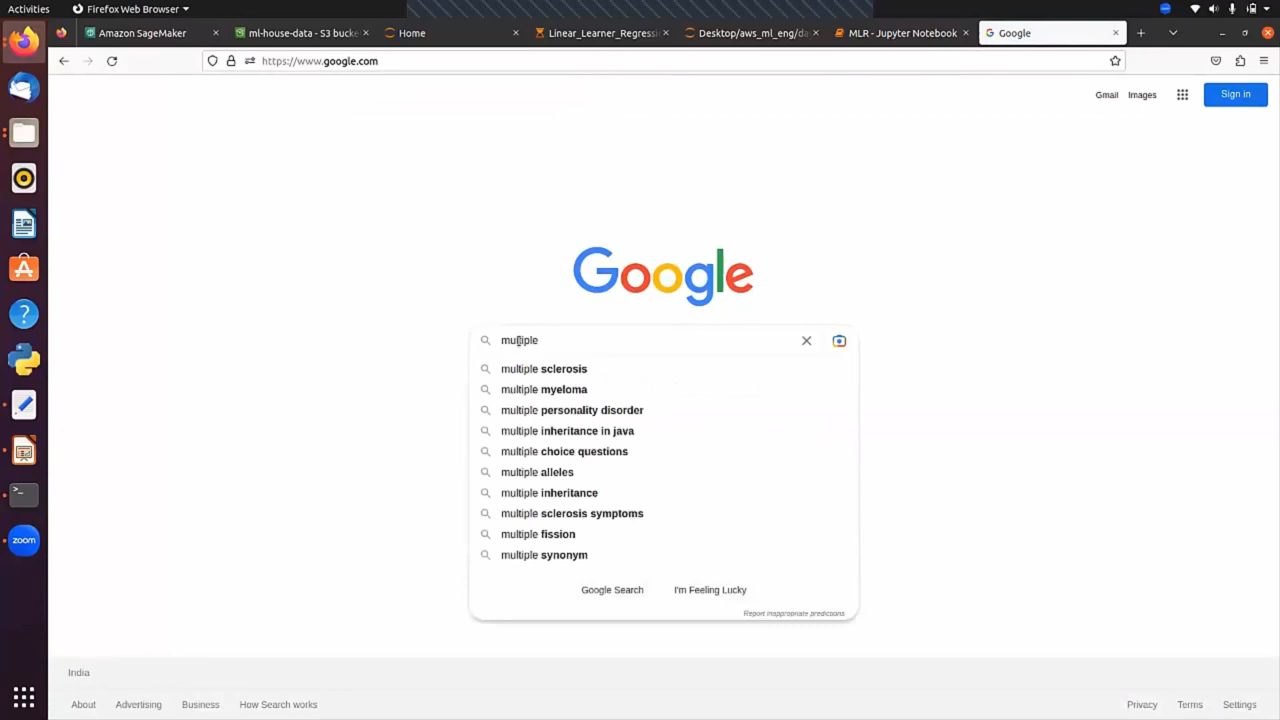 Activities
Firefox Web Browser
Amazon SageMaker
ml-house-data - S3 bucke
Home
Linear_Learner_Regressi
Desktop/aws_ml_eng/da
MLR - Jupyter Notebook
Google
https://www.google.com
Gmail
Images
Sign in
Google
multiple
multiple sclerosis
multiple myeloma
multiple personality disorder
multiple inheritance in java
multiple choice questions
multiple alleles
multiple inheritance
multiple sclerosis symptoms
multiple fission
multiple synonym
Google Search
I'm Feeling Lucky
Report inappropriate predictions
zoom
India
About
Advertising
Business
How Search works
Privacy
Terms
Settings